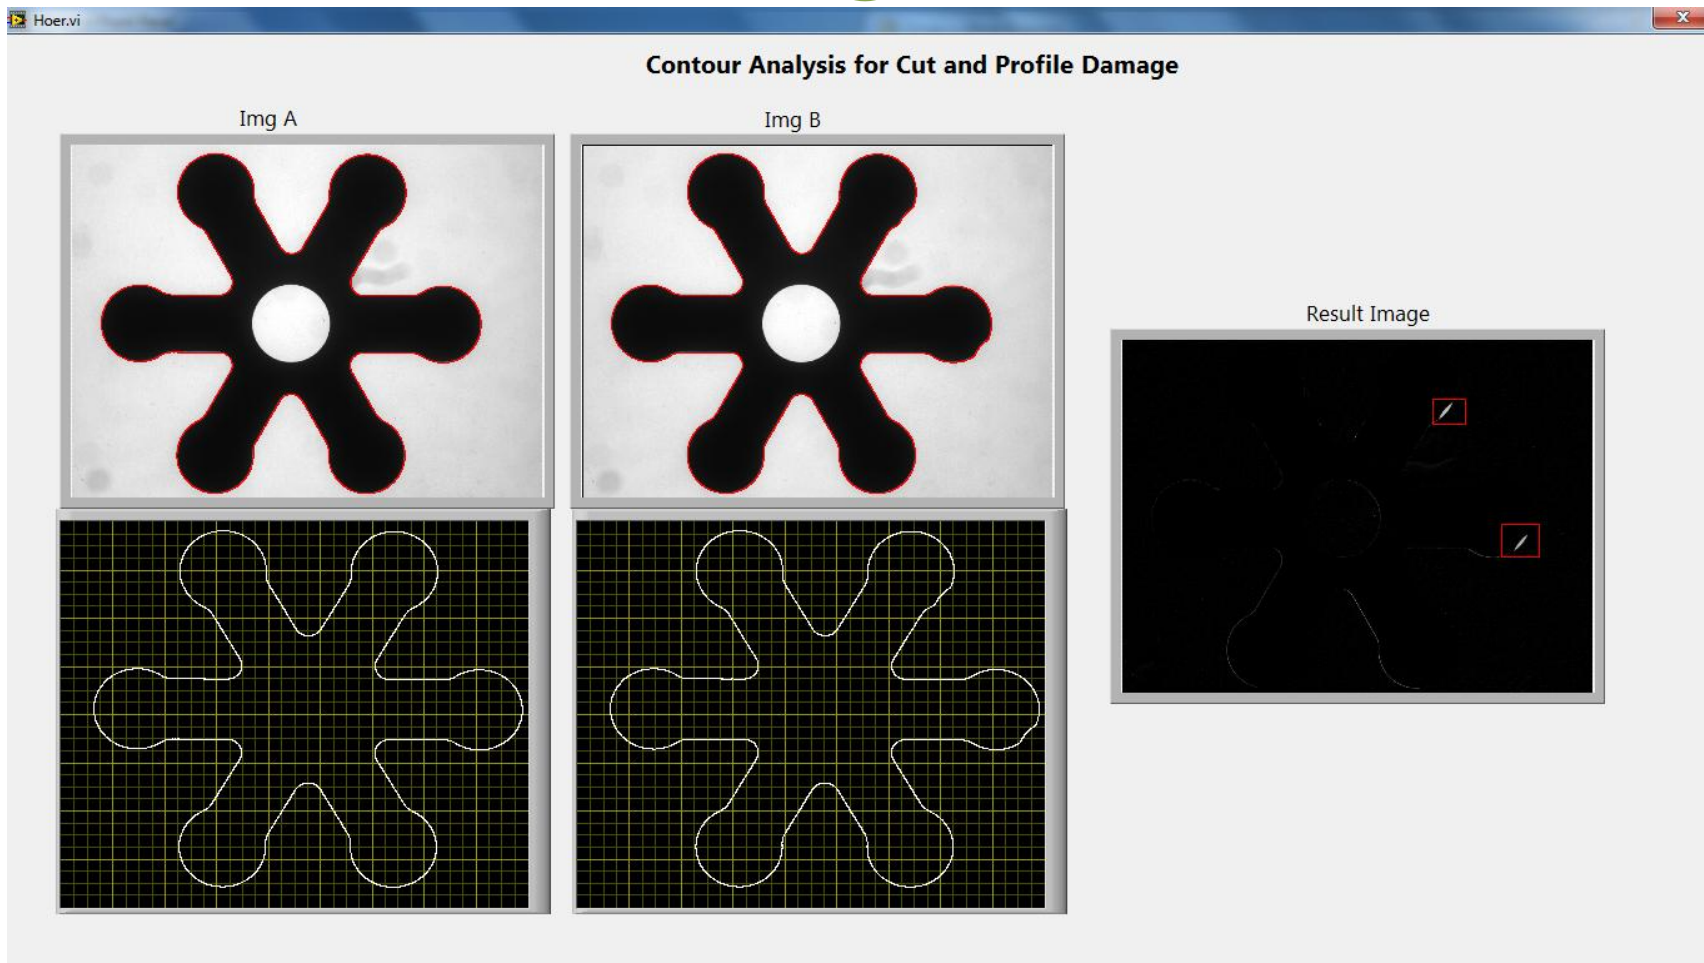 Hoer.vi
Contour Analysis for Cut and Profile Damage
Img A
Img B
Result Image